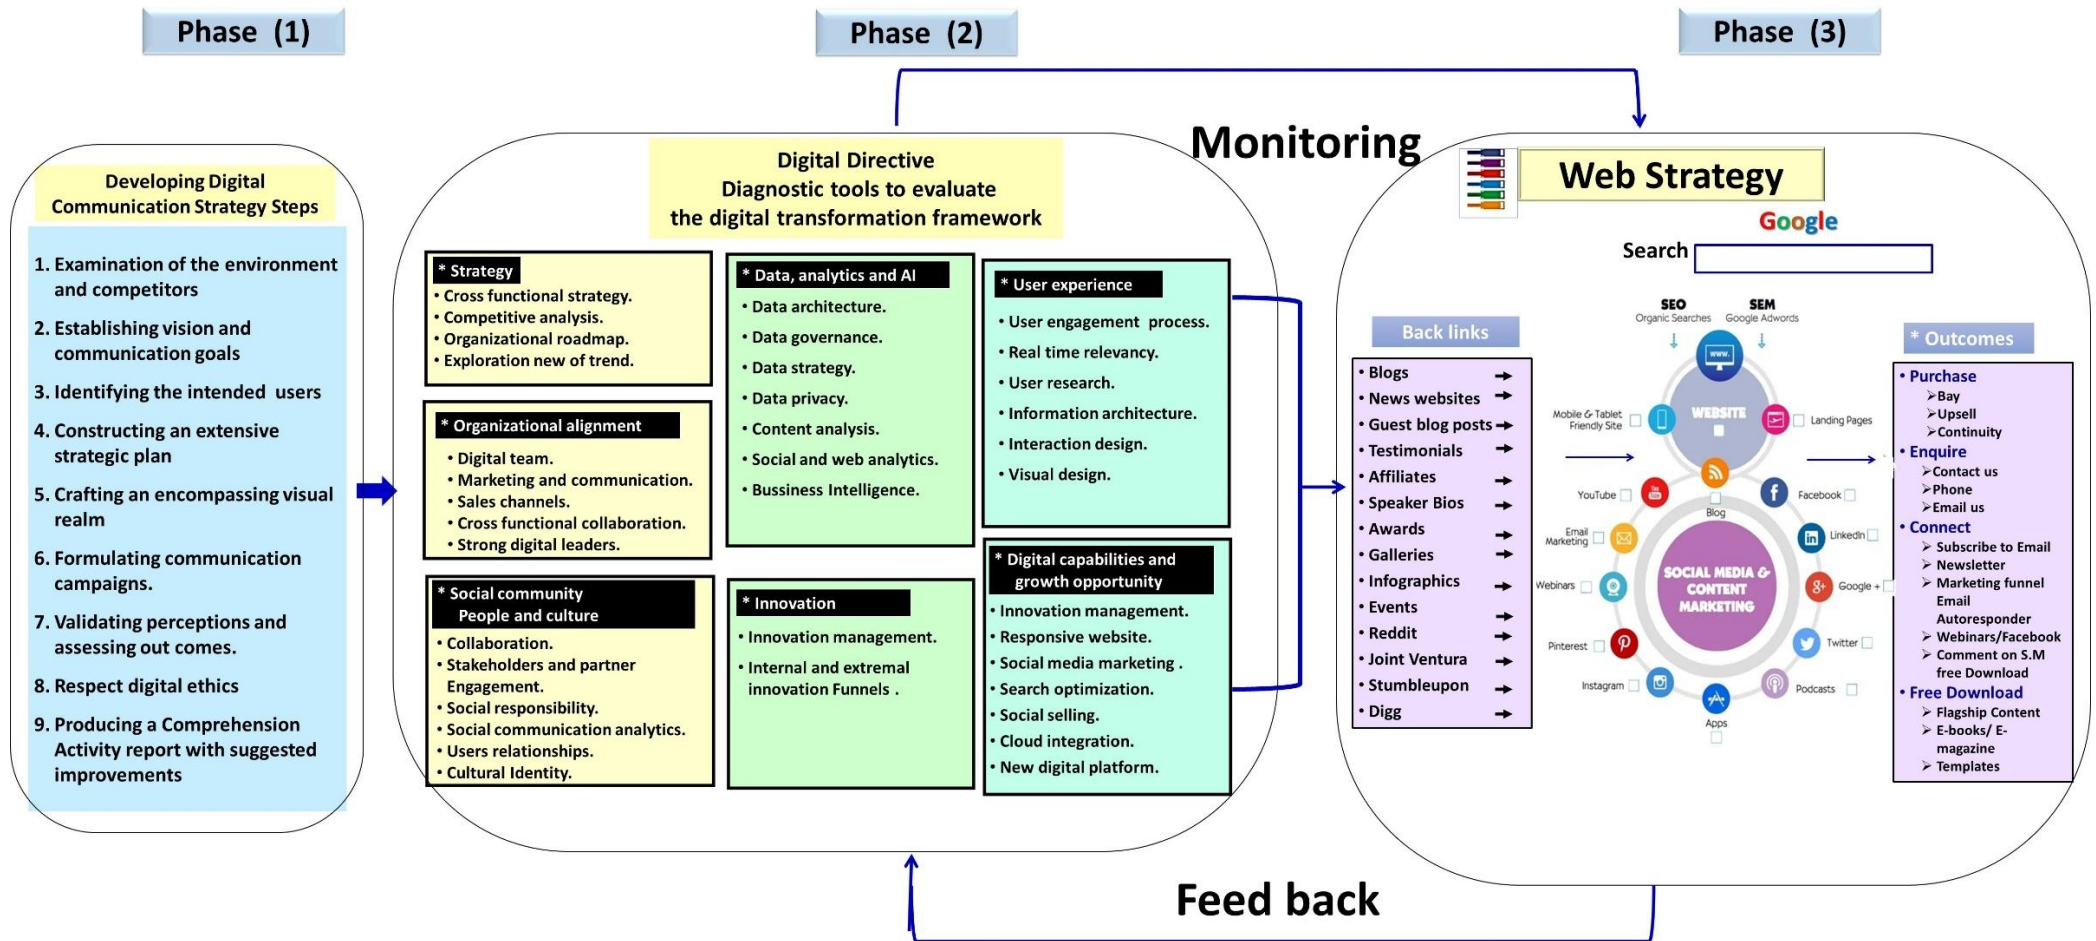 Phase (1)
Phase (2)
Phase (3)
Developing Digital
Communication Strategy Steps
1. Examination of the environment
and competitors
2. Establishing vision and
communication goals
3. Identifying the intended users
4. Constructing an extensive
strategic plan
5. Crafting an encompassing visual
realm
6. Formulating communication
campaigns.
7. Validating perceptions and
assessing out comes.
8. Respect digital ethics
9. Producing a Comprehension
Activity report with suggested
improvements
Digital Directive
Diagnostic tools to evaluate
the digital transformation framework
* Strategy
• Cross functional strategy.
• Competitive analysis.
• Organizational roadmap.
• Exploration new of trend.
* Organizational alignment
• Digital team.
• Marketing and communication.
• Sales channels.
• Cross functional collaboration.
• Strong digital leaders.
* Social community
People and culture
• Collaboration.
• Stakeholders and partner
Engagement.
• Social responsibility.
• Social communication analytics.
• Users relationships.
• Cultural Identity.
* Data, analytics and AI
• Data architecture.
• Data governance.
• Data strategy.
• Data privacy.
• Content analysis.
• Social and web analytics.
• Bussiness Intelligence.
* Innovation
• Innovation management.
• Internal and extremal
innovation Funnels .
* User experience
• User engagement process.
• Real time relevancy.
• User research.
• Information architecture.
• Interaction design.
• Visual design.
* Digital capabilities and
growth opportunity
• Innovation management.
• Responsive website.
• Social media marketing .
• Search optimization.
• Social selling.
• Cloud integration.
• New digital platform.
Monitoring
Feed back
Web Strategy
Google
Search
Back links
• Blogs
• News websites
• Guest blog posts
• Testimonials
• Affiliates
• Speaker Bios
• Awards
• Galleries
• Infographics
• Events
• Reddit
• Joint Ventura
• Stumbleupon
• Digg
SEO
Organic Searches
SEM
Google Adwords
www.
WEBSITE
Mobile & Tablet
Friendly Site
Landing Pages
YouTube
You
Tube
Blog
f
Facebook
Email
Marketing
in
LinkedIn
SOCIAL MEDIA &
CONTENT
MARKETING
Webinars
g+
Google +
Pinterest
Twitter
Instagram
Podcasts
Apps
* Outcomes
• Purchase
➢Bay
➢Upsell
➢Continuity
• Enquire
➢Contact us
➢Phone
➢Email us
• Connect
➢ Subscribe to Email
➢ Newsletter
➢ Marketing funnel
Email
Autoresponder
➢ Webinars/Facebook
➢ Comment on S.M
free Download
• Free Download
➢ Flagship Content
➢ E-books/ E-
magazine
➢ Templates